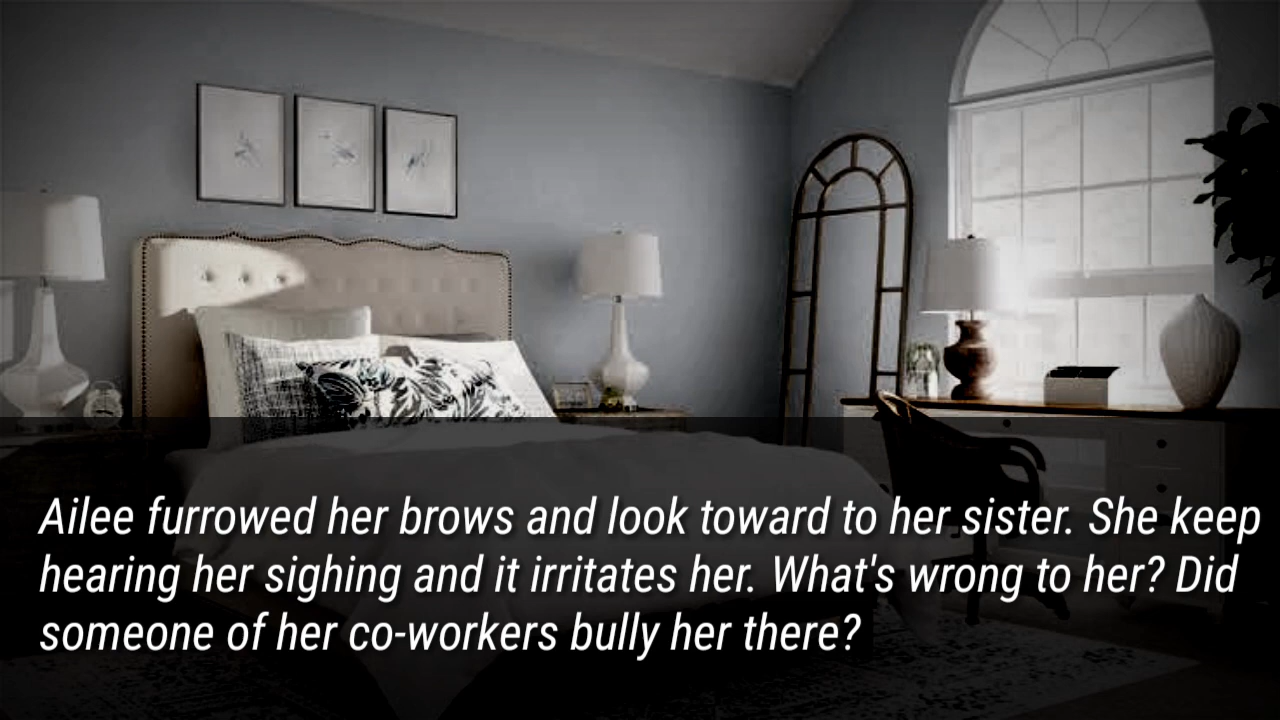 Ailee furrowed her brows and look toward to her sister. She keep
hearing her sighing and it irritates her. What's wrong to her? Did
someone of her co-workers bully her there?